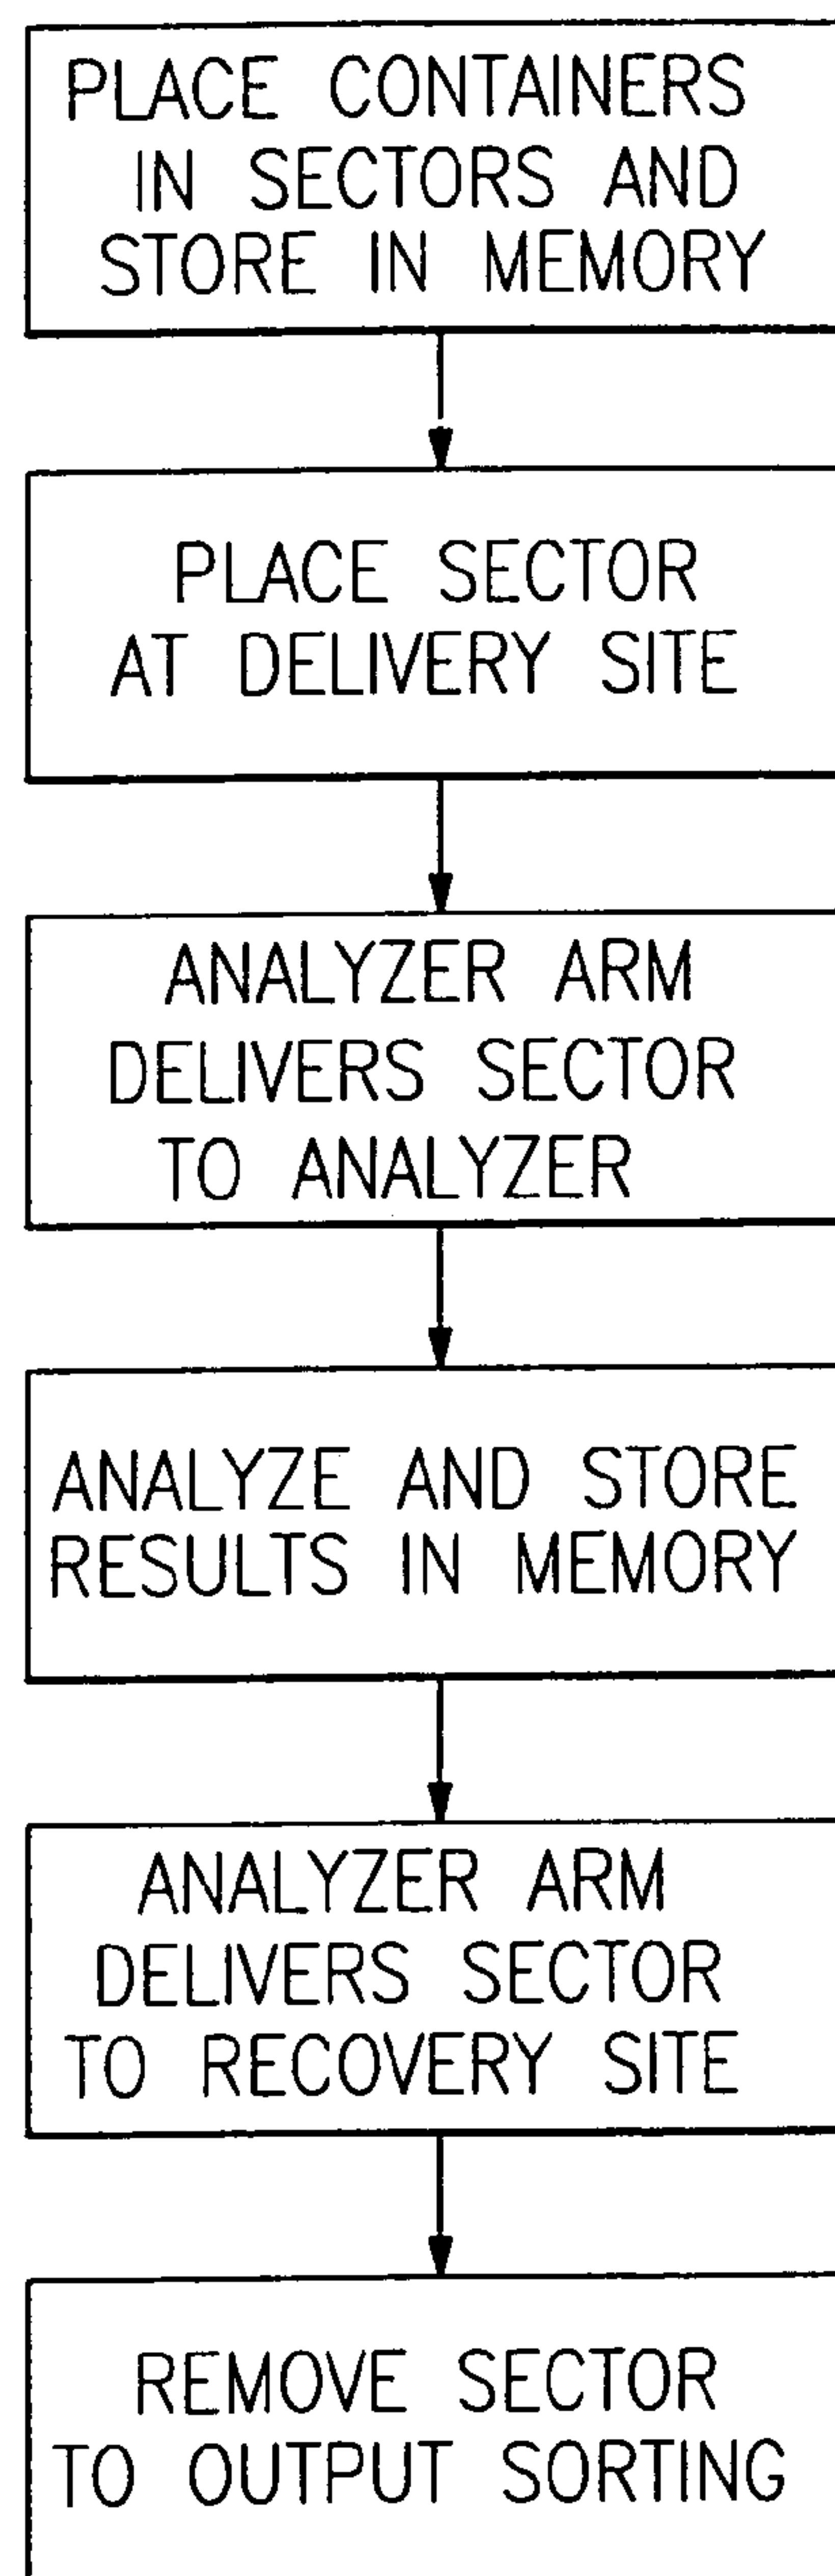 PLACE CONTAINERS
IN SECTORS AND
STORE IN MEMORY
PLACE SECTOR
AT DELIVERY SITE
ANALYZER ARM
DELIVERS SECTOR
TO ANALYZER
ANALYZE AND STORE
RESULTS IN MEMORY
ANALYZER ARM
DELIVERS SECTOR
TO RECOVERY SITE
REMOVE SECTOR
TO OUTPUT SORTING